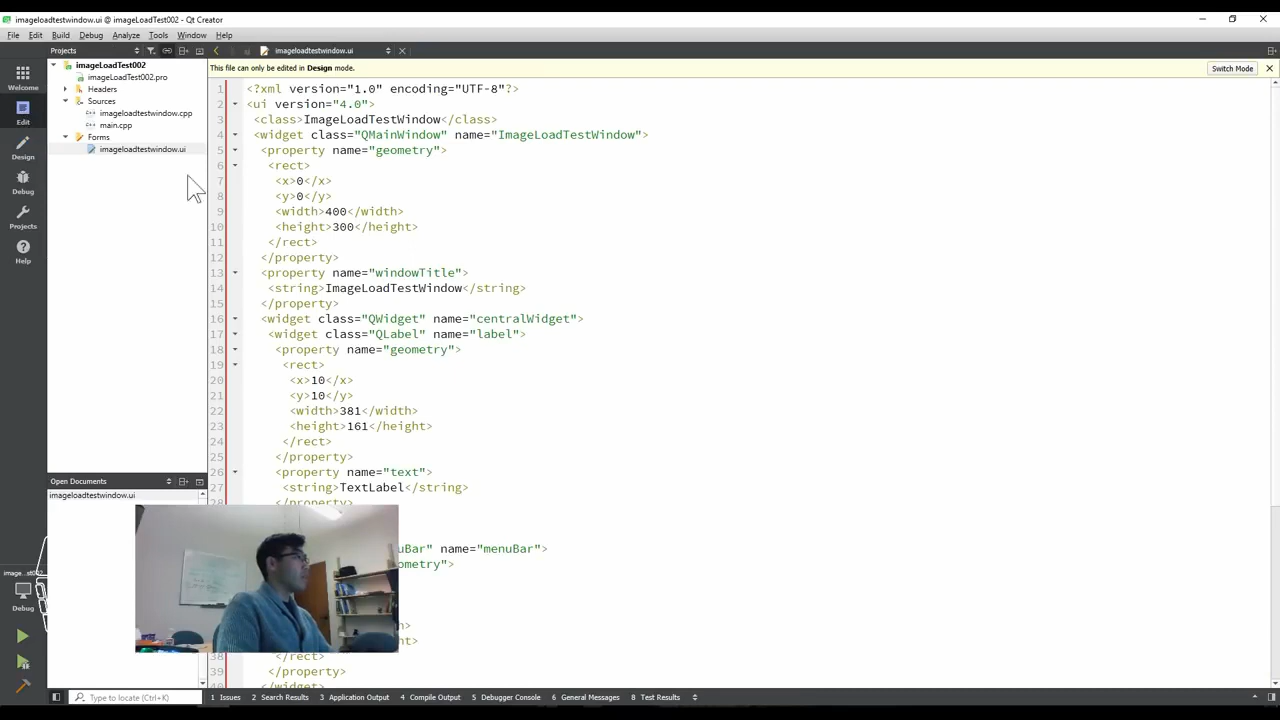 imageloadtestwindow.ui @ imageLoadTest002 - Qt Creator
File Edit Build Debug Analyze Tools Window Help
Projects
imageloadtestwindow.ui
Welcome
Edit
Design
Debug
Projects
Help
imageLoadTest002
imageLoadTest002.pro
Headers
Sources
imageloadtestwindow.cpp
main.cpp
Forms
imageloadtestwindow.ui
This file can only be edited in Design mode.
Switch Mode
1 <?xml version="1.0" encoding="UTF-8"?>
2 <ui version="4.0">
3 <class>ImageLoadTestWindow</class>
4 <widget class="QMainWindow" name="ImageLoadTestWindow">
5 <property name="geometry">
6 <rect>
7 <x>0</x>
8 <y>0</y>
9 <width>400</width>
10 <height>300</height>
11 </rect>
12 </property>
13 <property name="windowTitle">
14 <string>ImageLoadTestWindow</string>
15 </property>
16 <widget class="QWidget" name="centralWidget">
17 <widget class="QLabel" name="label">
18 <property name="geometry">
19 <rect>
20 <x>10</x>
21 <y>10</y>
22 <width>381</width>
23 <height>161</height>
24 </rect>
25 </property>
26 <property name="text">
27 <string>TextLabel</string>
28 </property>
uBar" name="menuBar">
ometry">
h>
ht>
38 </rect>
39 </property>
40 </widget>
Open Documents
imageloadtestwindow.ui
image...st002
Debug
Type to locate (Ctrl+K)
1 Issues 2 Search Results 3 Application Output 4 Compile Output 5 Debugger Console 6 General Messages 8 Test Results